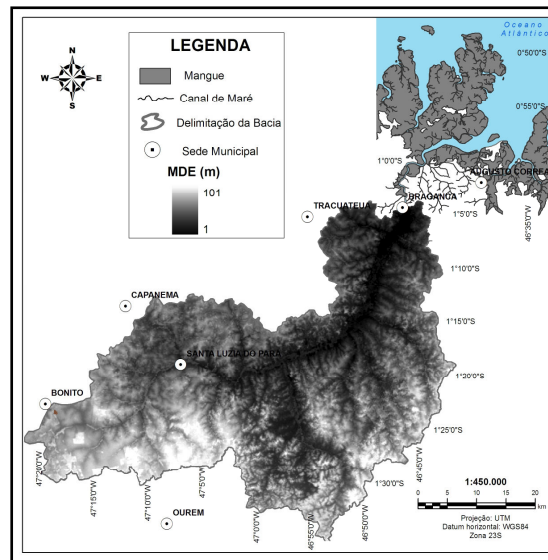 N
W E
S
LEGENDA
Mangue
Canal de Maré
Delimitação da Bacia
Sede Municipal
MDE (m)
101
1
Oceano
Atlântico
0°50'0"S
0°55'0"S
1°0'0"S
AUGUSTO CORREA
BRAGANCA
TRACUATEUA
1°5'0"S
46°35'0"W
1°10'0"S
CAPANEMA
1°15'0"S
SANTA LUZIA DO PARÁ
1°20'0"S
BONITO
1°25'0"S
46°45'0"W
47°20'0"W
47°15'0"W
47°10'0"W
47°5'0"W
1°30'0"S
47°0'0"W
46°55'0"W
46°50'0"W
OUREM
1:450.000
0 5 10 15 20
km
Projeção: UTM
Datum horizontal: WGS84
Zona 23S